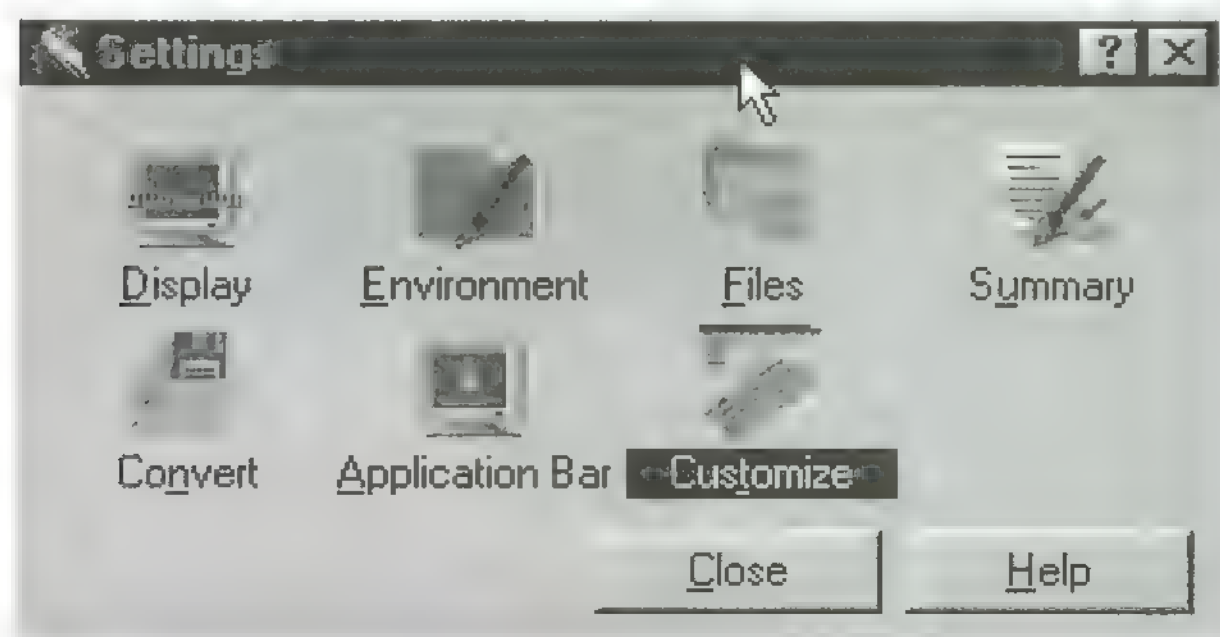 Settings ? X
Display Environment Files Summary
Convert Application Bar Customize
Close Help